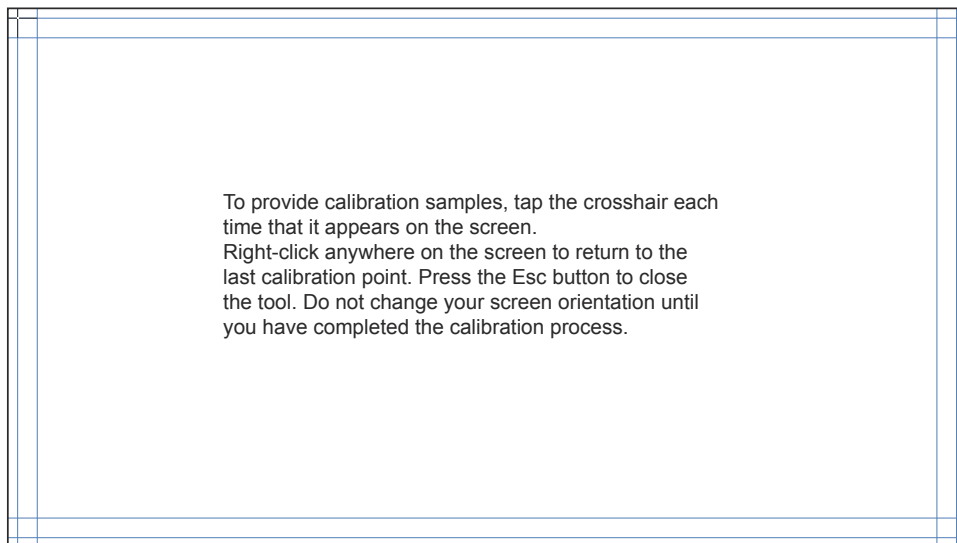 To provide calibration samples, tap the crosshair each
time that it appears on the screen.
Right-click anywhere on the screen to return to the
last calibration point. Press the Esc button to close
the tool. Do not change your screen orientation until
you have completed the calibration process.